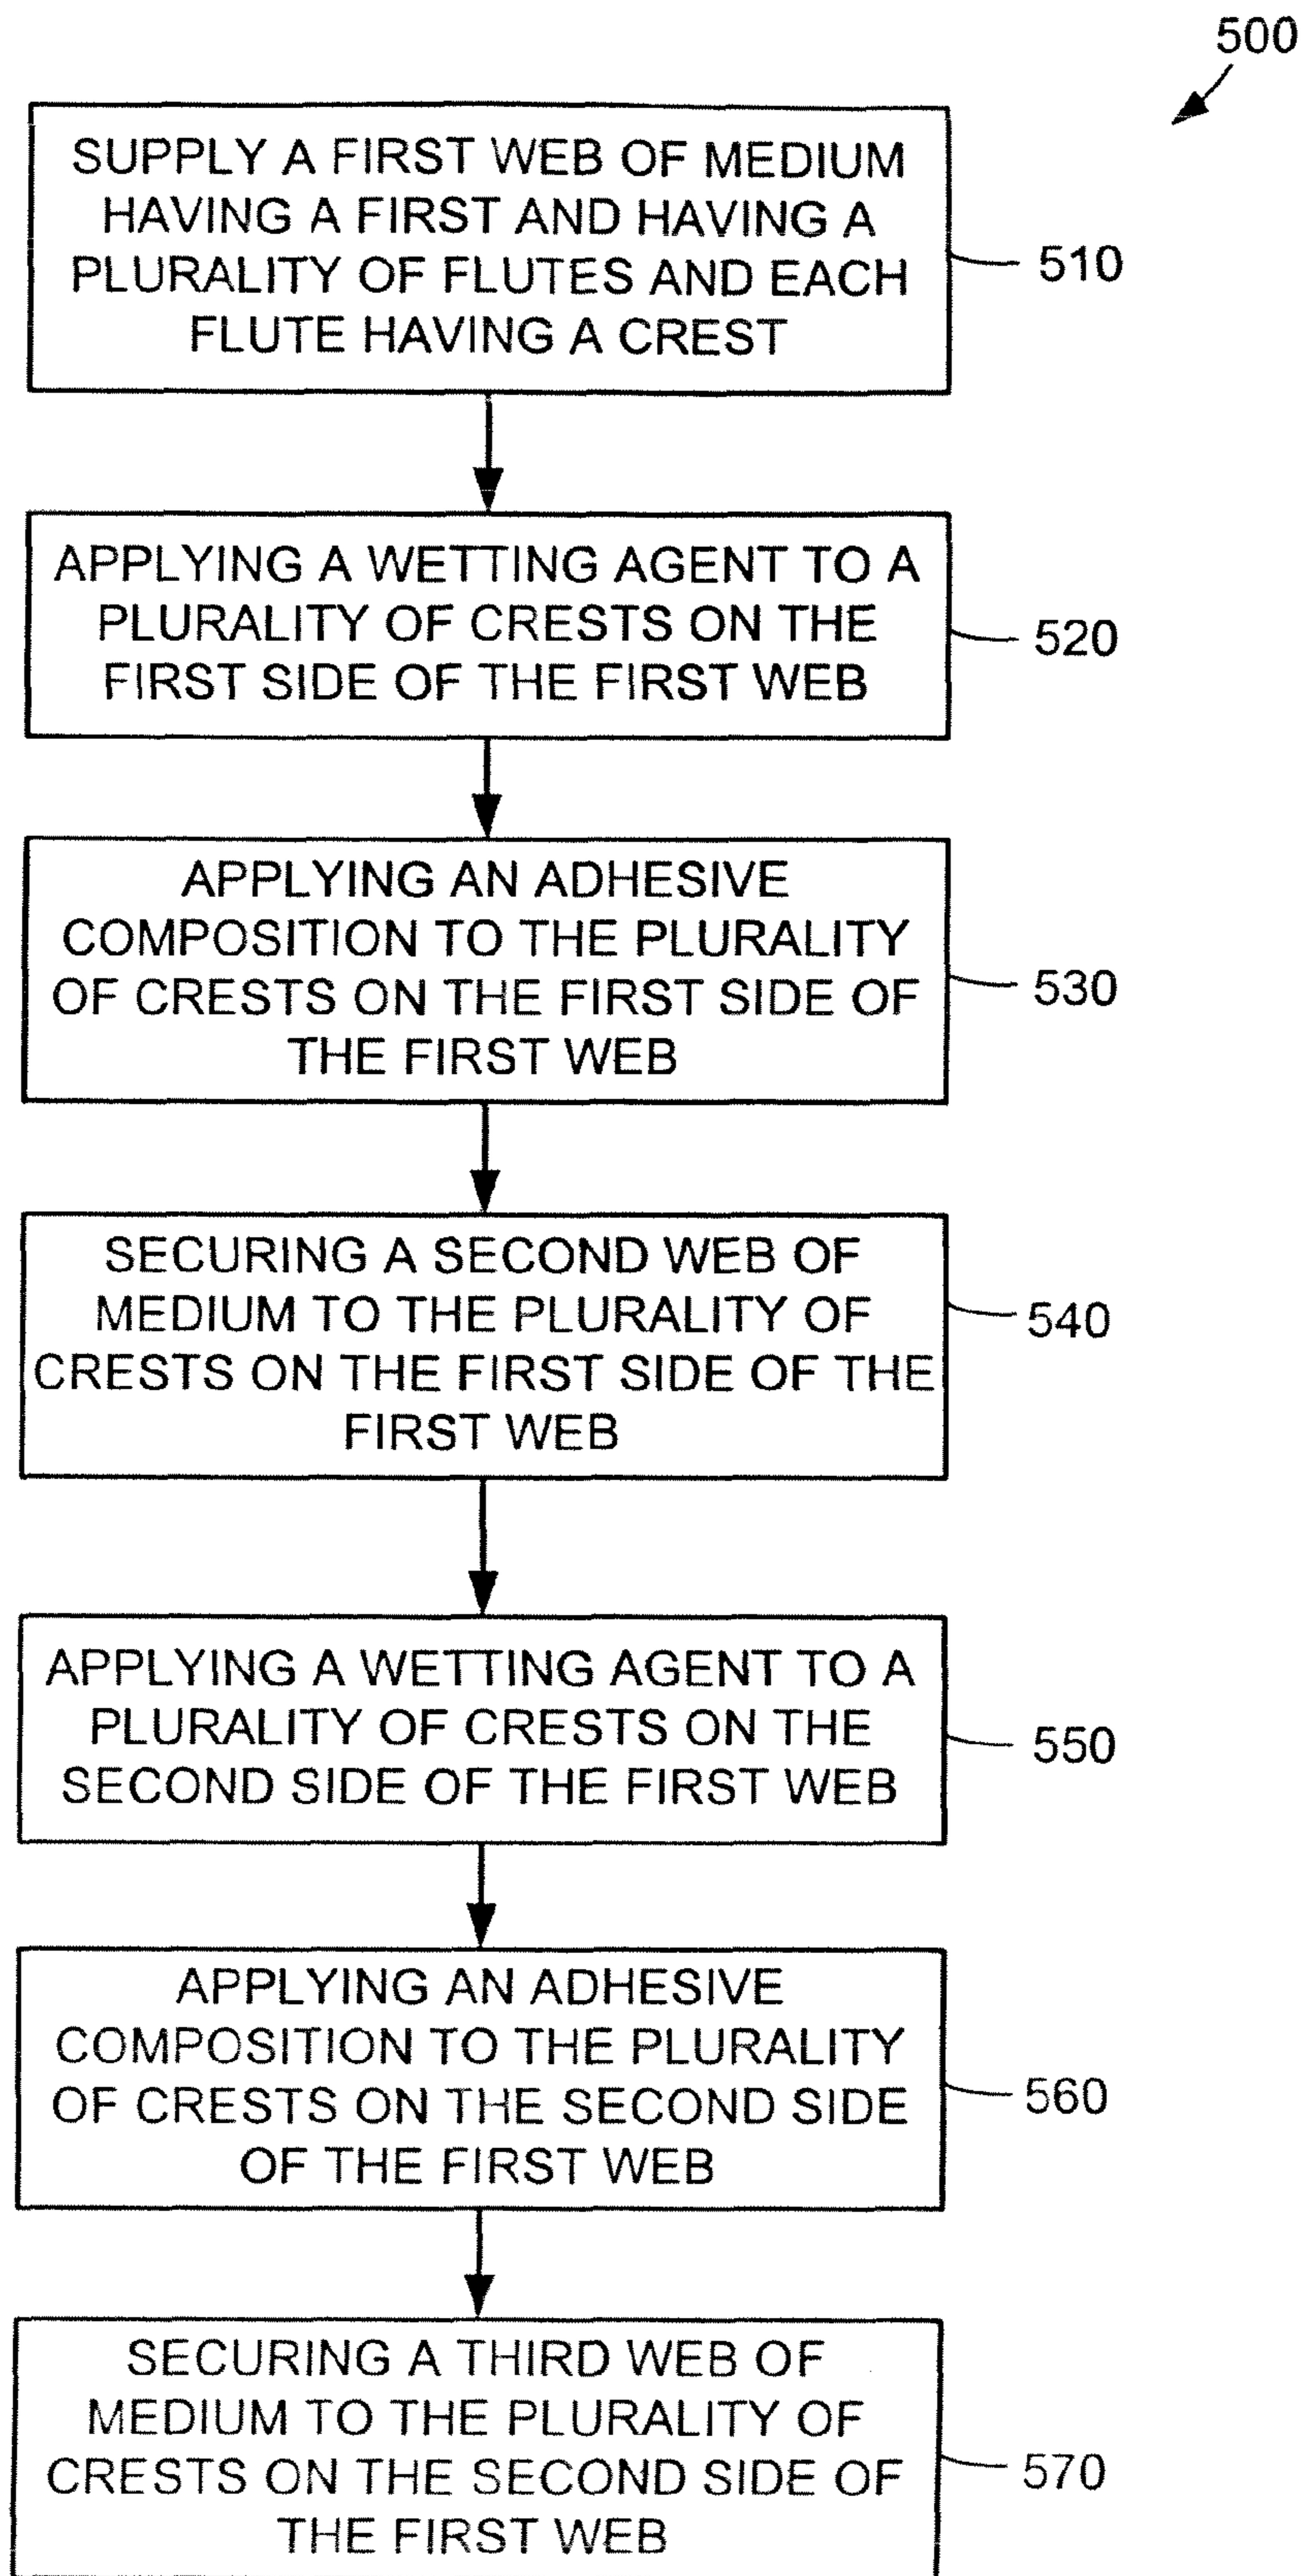 500
SUPPLY A FIRST WEB OF MEDIUM
HAVING A FIRST AND HAVING A
PLURALITY OF FLUTES AND EACH
FLUTE HAVING A CREST
510
APPLYING A WETTING AGENT TO A
PLURALITY OF CRESTS ON THE
FIRST SIDE OF THE FIRST WEB
520
APPLYING AN ADHESIVE
COMPOSITION TO THE PLURALITY
OF CRESTS ON THE FIRST SIDE OF
THE FIRST WEB
530
SECURING A SECOND WEB OF
MEDIUM TO THE PLURALITY OF
CRESTS ON THE FIRST SIDE OF THE
FIRST WEB
540
APPLYING A WETTING AGENT TO A
PLURALITY OF CRESTS ON THE
SECOND SIDE OF THE FIRST WEB
550
APPLYING AN ADHESIVE
COMPOSITION TO THE PLURALITY
OF CRESTS ON THE SECOND SIDE
OF THE FIRST WEB
560
SECURING A THIRD WEB OF
MEDIUM TO THE PLURALITY OF
CRESTS ON THE SECOND SIDE OF
THE FIRST WEB
570